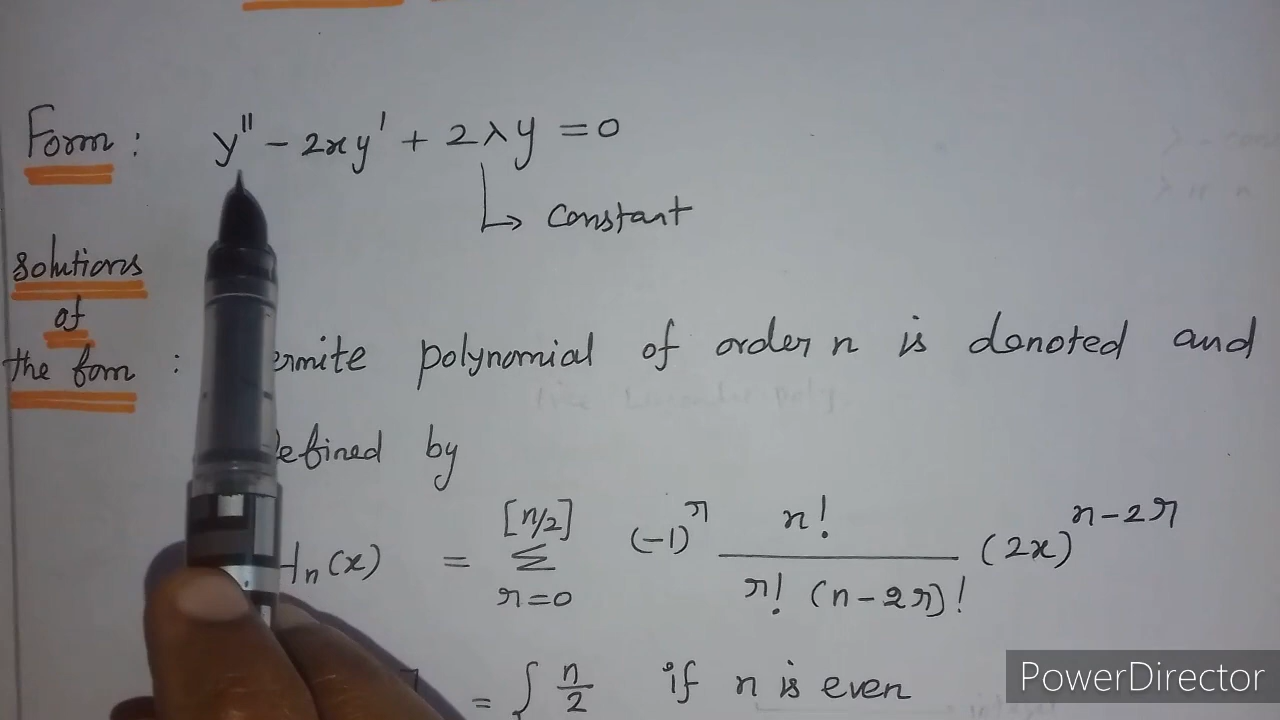 Form : y'' - 2xy' + 2λy = 0
↳ Constant
Solutions
of
the form : ermite polynomial of order n is denoted and
efined by
Hn(x) = [n/2] Σ r=0 (-1)^r n! / r! (n-2r)! (2x)^n-2r
= { n/2 if n is even
PowerDirector